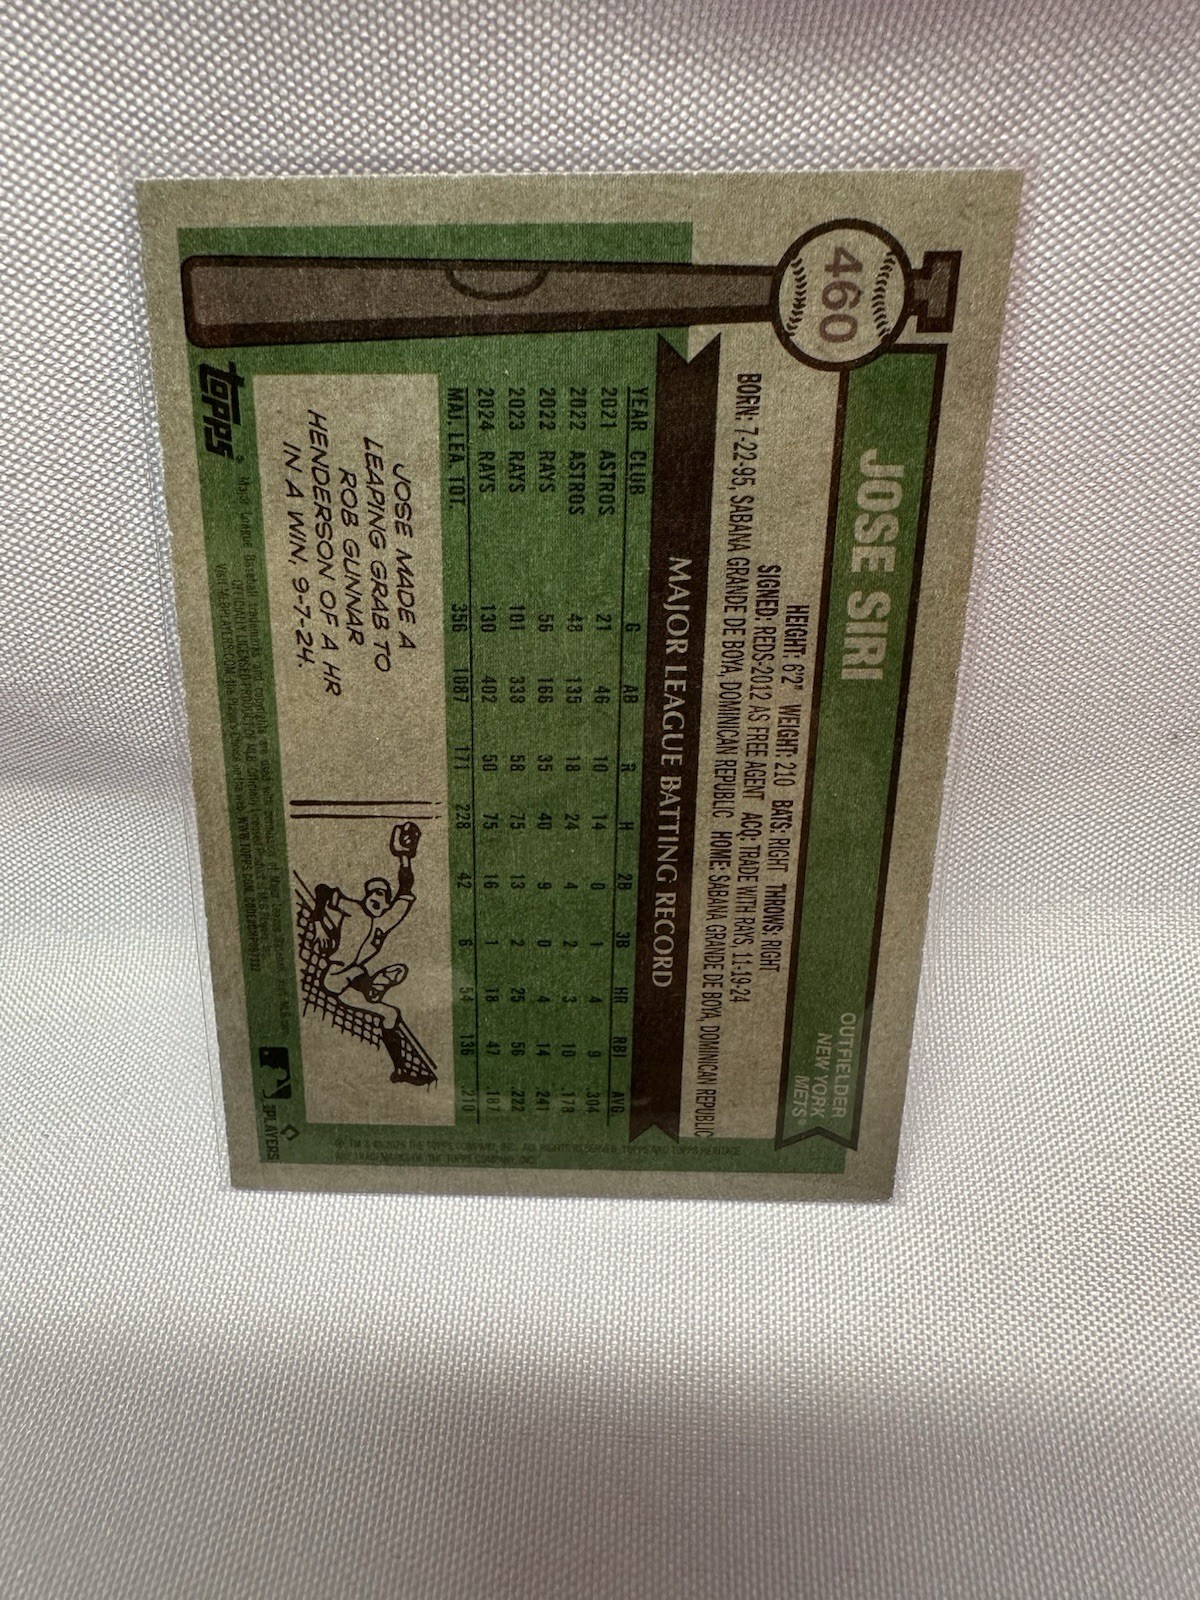 460
JOSE SIRI
OUTFIELDER
NEW YORK
METS®
HEIGHT: 6'2" WEIGHT: 210 BATS: RIGHT THROWS: RIGHT
SIGNED: REDS-2012 AS FREE AGENT ACQ: TRADE WITH RAYS, 11-19-24
BORN: 7-22-95, SABANA GRANDE DE BOYA, DOMINICAN REPUBLIC HOME: SABANA GRANDE DE BOYA, DOMINICAN REPUBLIC
MAJOR LEAGUE BATTING RECORD
YEAR CLUB G AB R H 2B 3B HR RBI AVG.
2021 ASTROS 21 46 10 14 0 1 4 9 .304
2022 ASTROS 48 135 18 24 4 2 3 10 .178
2022 RAYS 56 166 35 40 9 0 4 14 .241
2023 RAYS 101 338 58 75 13 2 25 56 .222
2024 RAYS 130 402 50 75 16 1 18 47 .187
MAJ. LEA. TOT. 356 1087 171 228 42 6 54 136 .210
JOSE MADE A
LEAPING GRAB TO
ROB GUNNAR
HENDERSON OF A HR
IN A WIN, 9-7-24.
topps®
PLAYERS